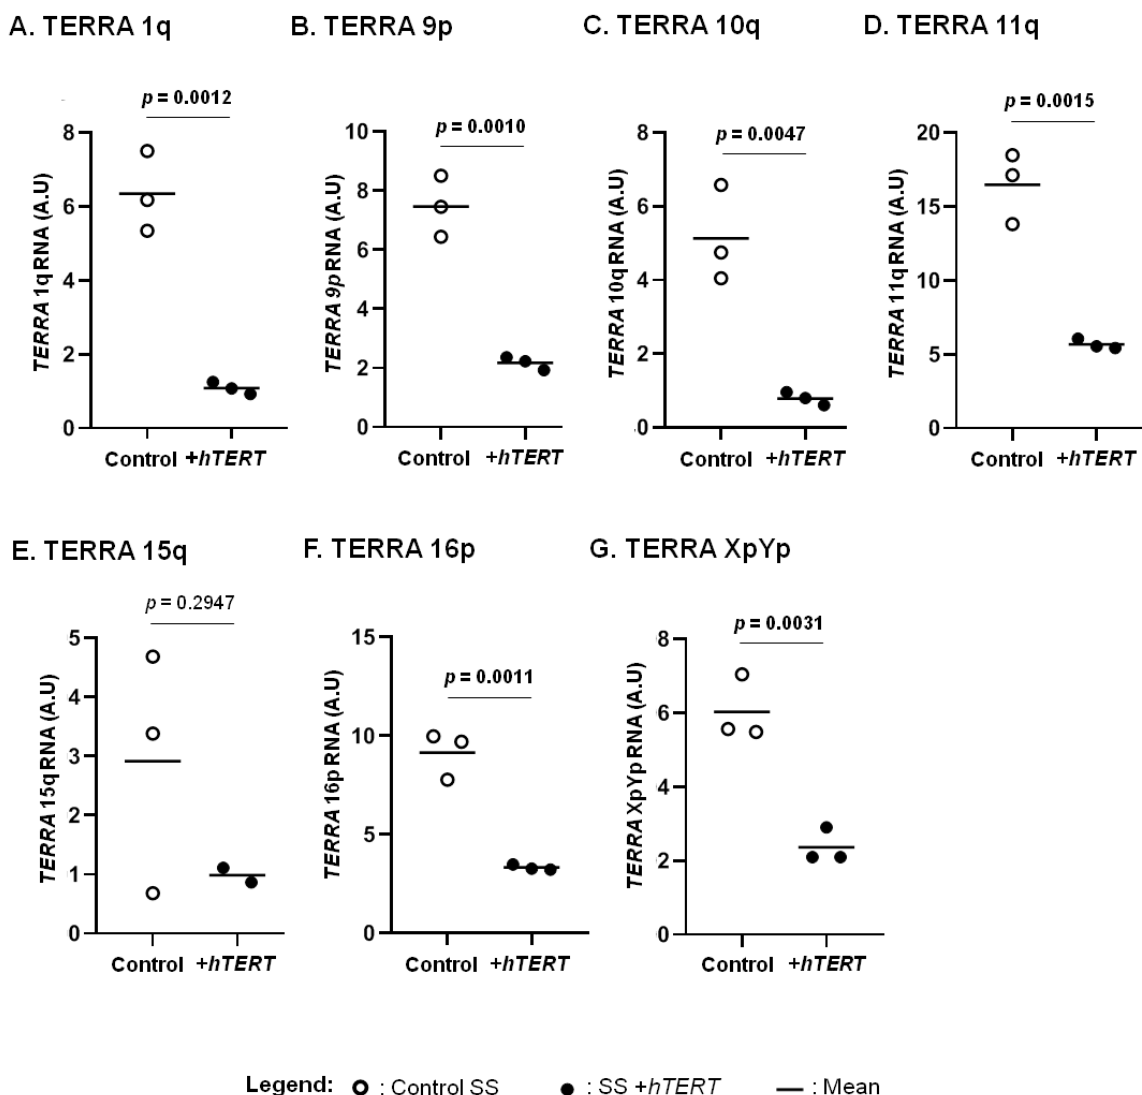 A. TERRA 1q
B. TERRA 9p
C. TERRA 10q
D. TERRA 11q
p = 0.0012
p = 0.0010
p = 0.0047
p = 0.0015
TERRA 1q RNA (A.U)
8
6
4
2
0
Control +hTERT
TERRA 9p RNA (A.U)
10
8
6
4
2
0
Control +hTERT
TERRA 10q RNA (A.U)
8
6
4
2
0
Control +hTERT
TERRA 11q RNA (A.U)
20
15
10
5
0
Control +hTERT
E. TERRA 15q
F. TERRA 16p
G. TERRA XpYp
p = 0.2947
p = 0.0011
p = 0.0031
TERRA 15q RNA (A.U)
5
4
3
2
1
0
Control +hTERT
TERRA 16p RNA (A.U)
15
10
5
0
Control +hTERT
TERRA XpYp RNA (A.U)
8
6
4
2
0
Control +hTERT
Legend: : Control SS : SS +hTERT : Mean